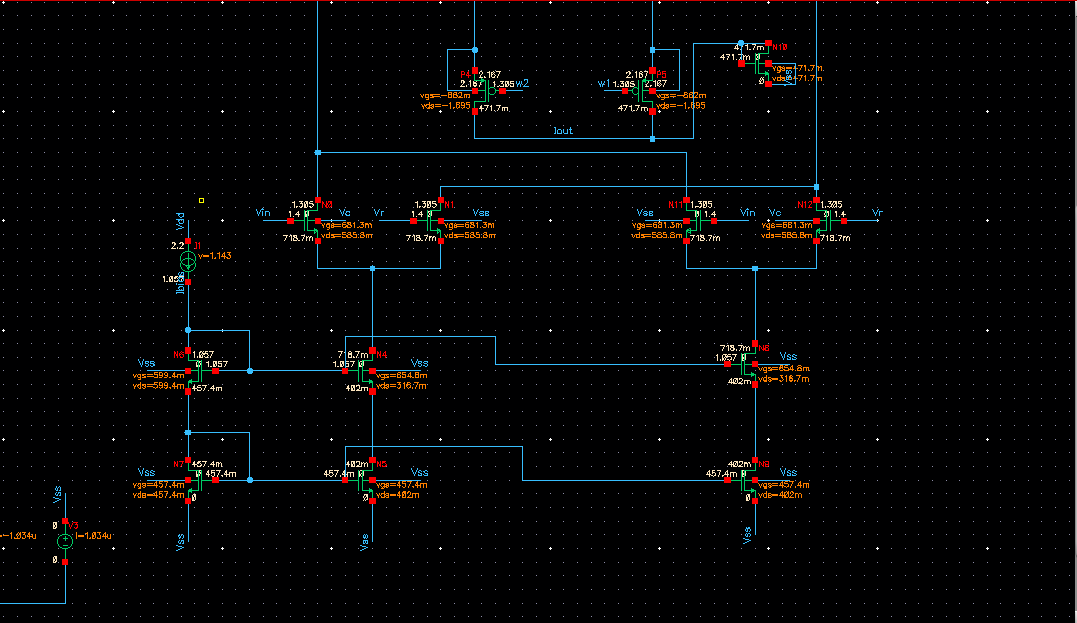 471.7m N10
471.7m
vgs=471.7m
vds=471.7m
Vss
0
P4 2.167
2.167 1.305 w2
vgs=-862m
vds=-1.695
471.7m
2.167 P5
w1 1.305 2.167
vgs=-862m
vds=-1.695
471.7m
Iout
1.305 N0
Vin 1.4 0 Vc
vgs=681.3m
vds=585.8m
718.7m
1.305 N1
Vr 1.4 0 Vss
vgs=681.3m
vds=585.8m
718.7m
N11 1.305
Vss 0 1.4 Vin
vgs=681.3m
vds=585.8m
718.7m
N12 1.305
Vc 0 1.4 Vr
vgs=681.3m
vds=585.8m
718.7m
Vdd
2.2 I1
v=1.143
1.057
N6 1.057
Vss 0 1.057
vgs=599.4m
vds=599.4m
457.4m
718.7m N4
1.057 0 Vss
vgs=654.8m
vds=316.7m
402m
718.7m N8
1.057 0 Vss
vgs=654.8m
vds=316.7m
402m
N7 457.4m
Vss 0 457.4m
vgs=457.4m
vds=457.4m
0
Vss
402m N5
457.4m 0 Vss
vgs=457.4m
vds=402m
0
Vss
402m N9
457.4m 0 Vss
vgs=457.4m
vds=402m
0
Vss
Vss
0 V3
=-1.034u i=-1.034u
0